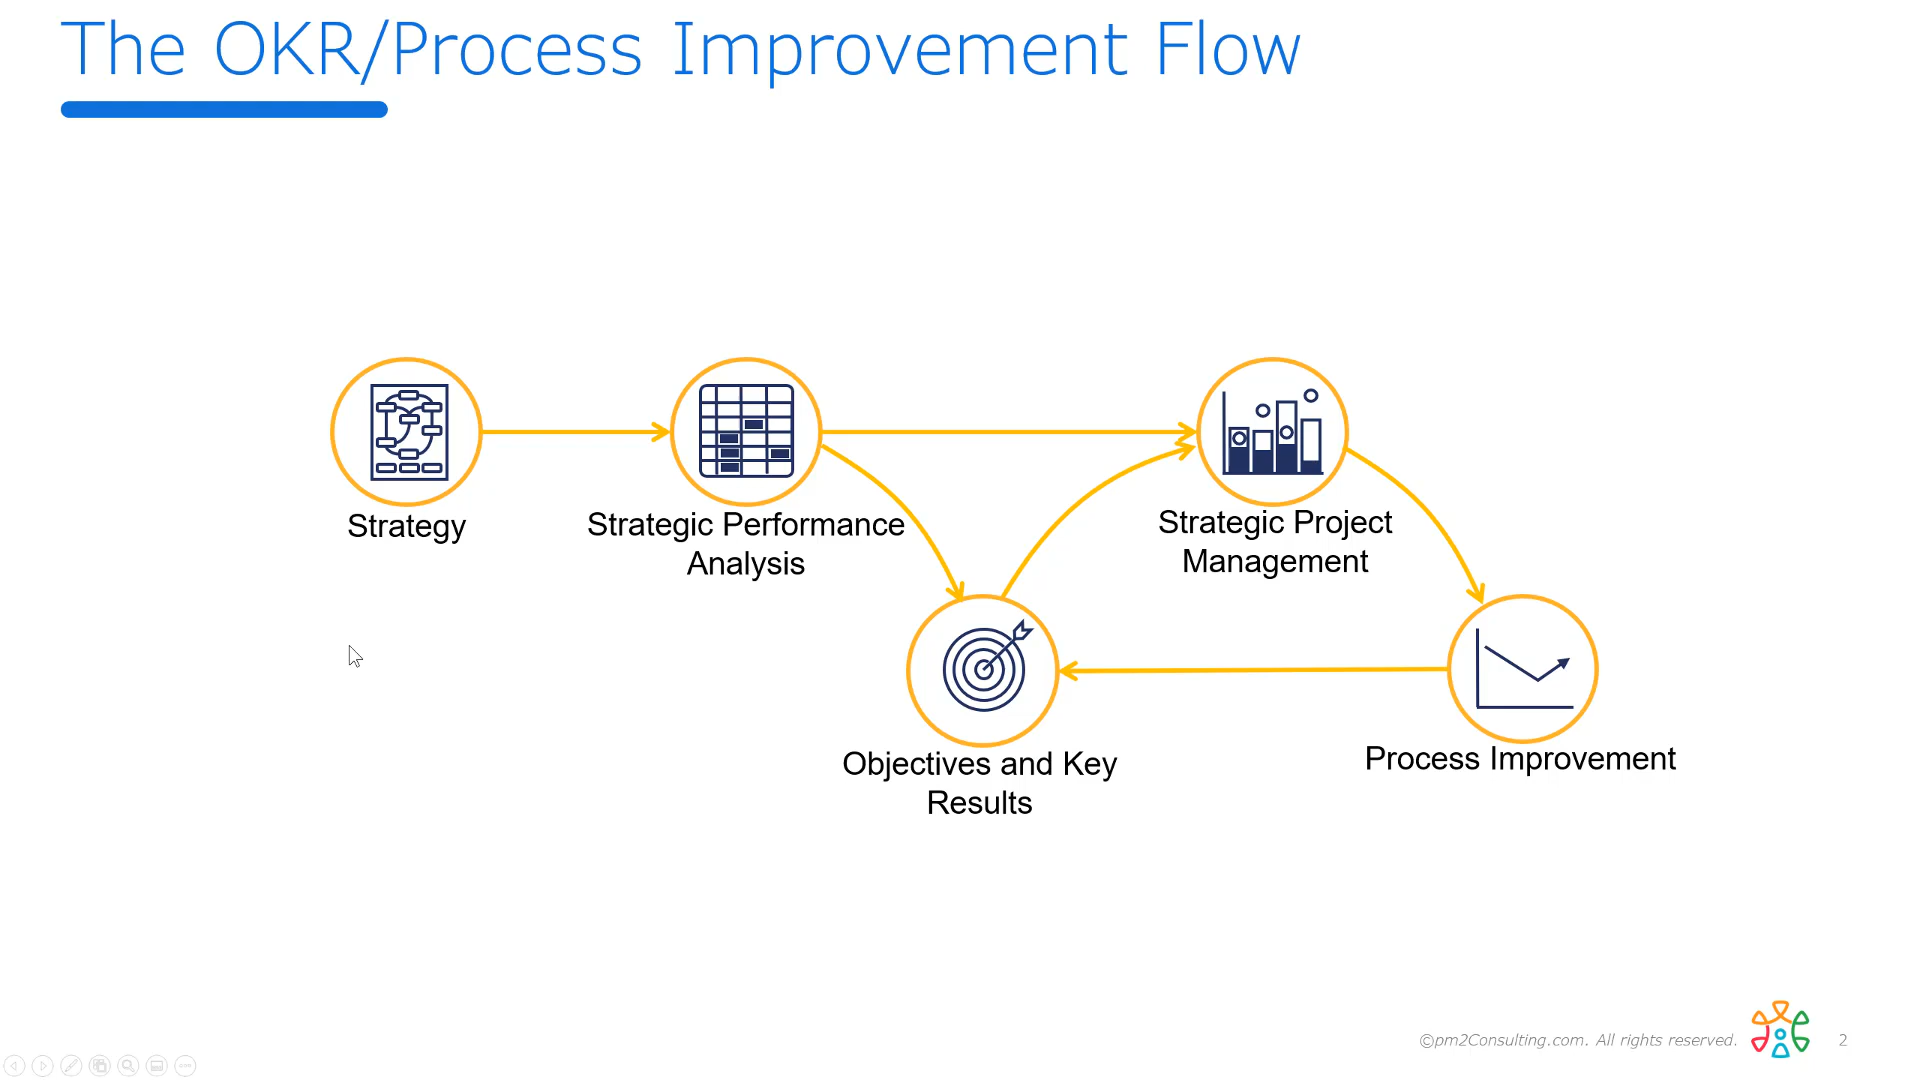 The OKR/Process Improvement Flow
Strategy
Strategic Performance
Analysis
Strategic Project
Management
Objectives and Key
Results
Process Improvement
©pm2Consulting.com. All rights reserved.
2